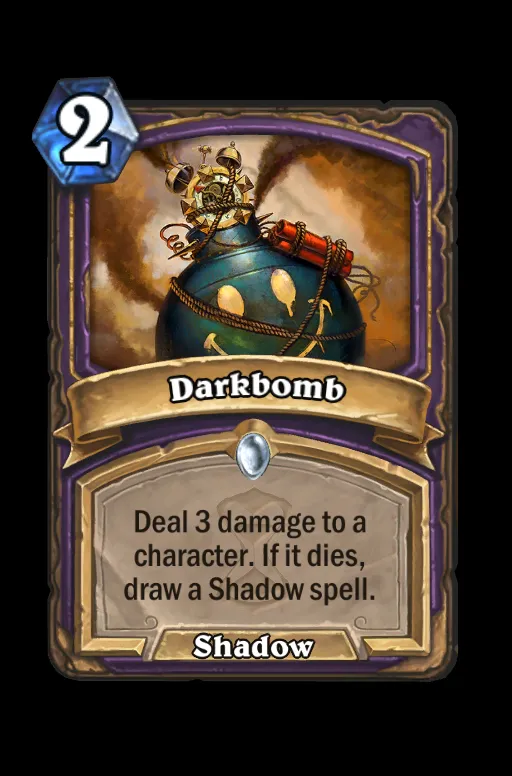 2
Darkbomb
Deal 3 damage to a
character. If it dies,
draw a Shadow spell.
Shadow